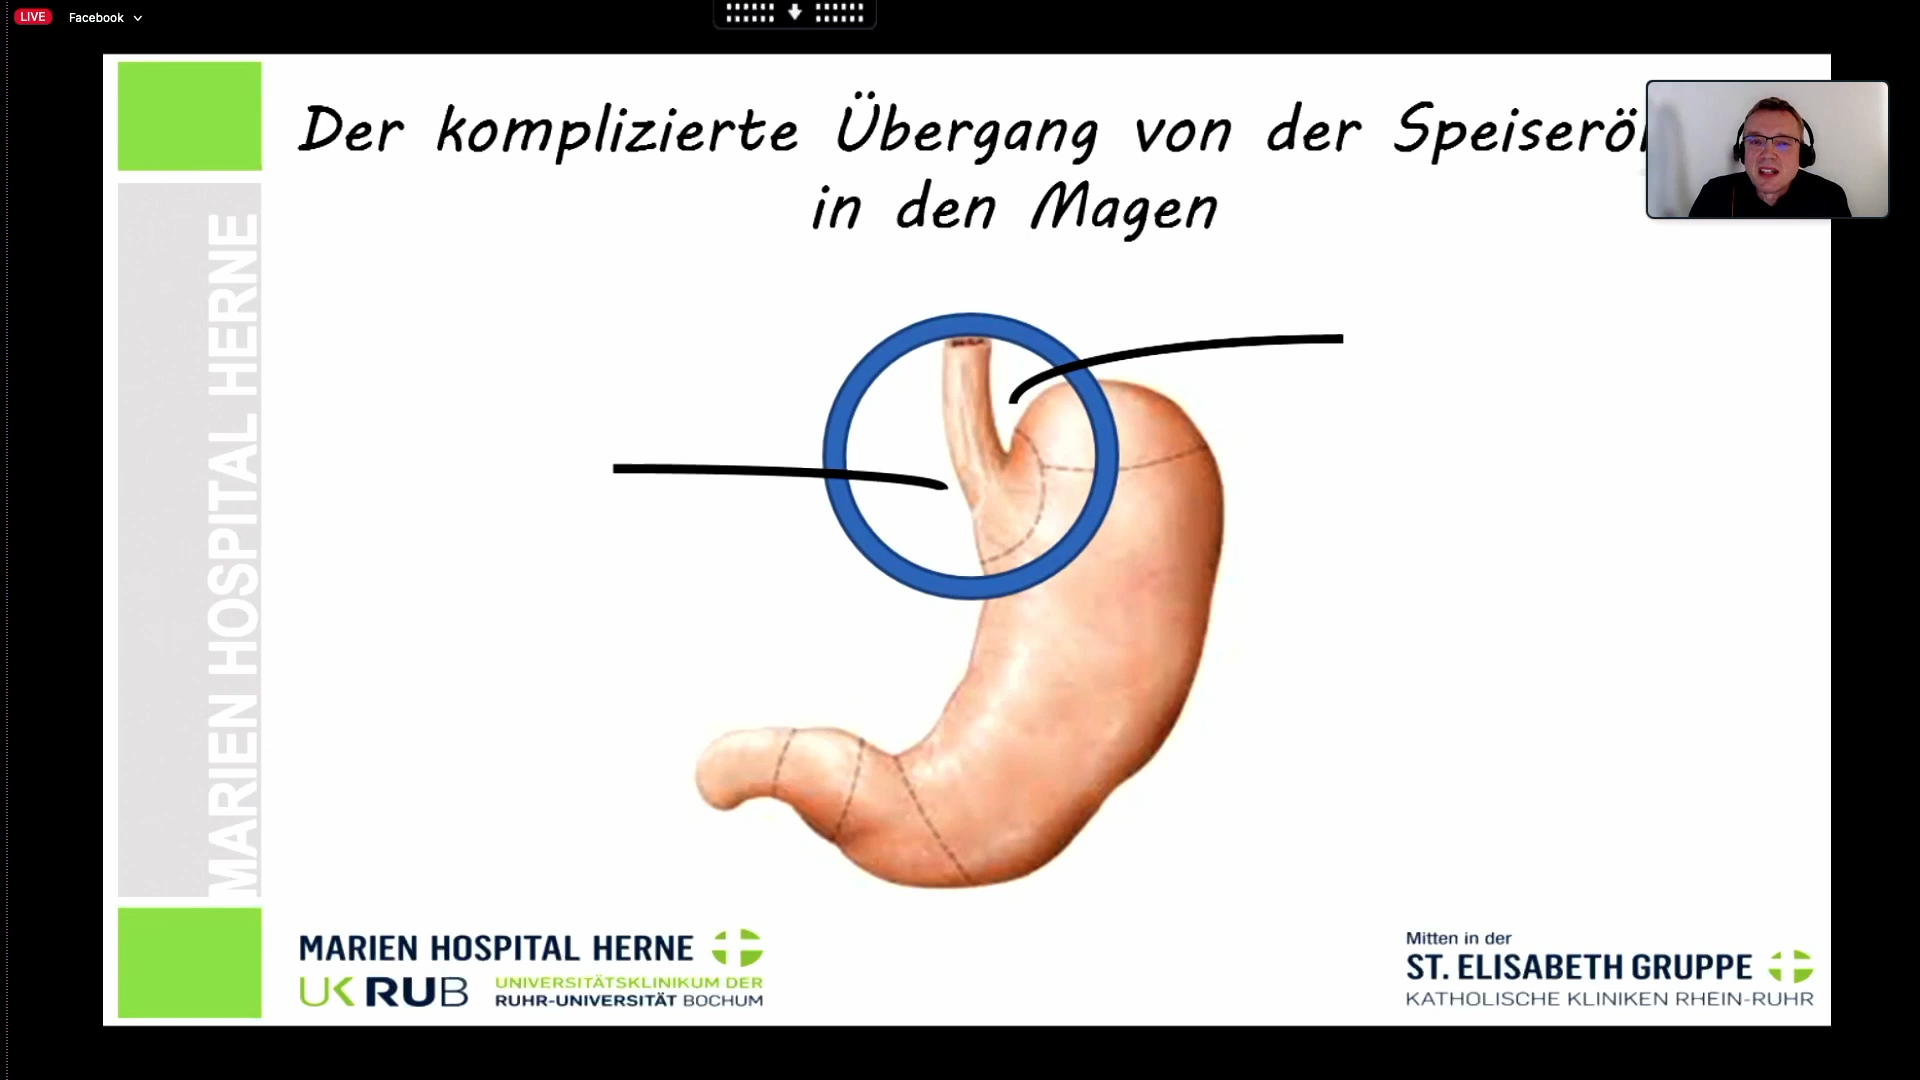 LIVE Facebook
Der komplizierte Übergang von der
in den Magen
MARIEN HOSPITAL HERNE
MARIEN HOSPITAL HERNE
UK RUB UNIVERSITÄTSKLINIKUM DER
RUHR-UNIVERSITÄT BOCHUM
Mitten in der
ST. ELISABETH GRUPPE
KATHOLISCHE KLINIKEN RHEIN-RUHR